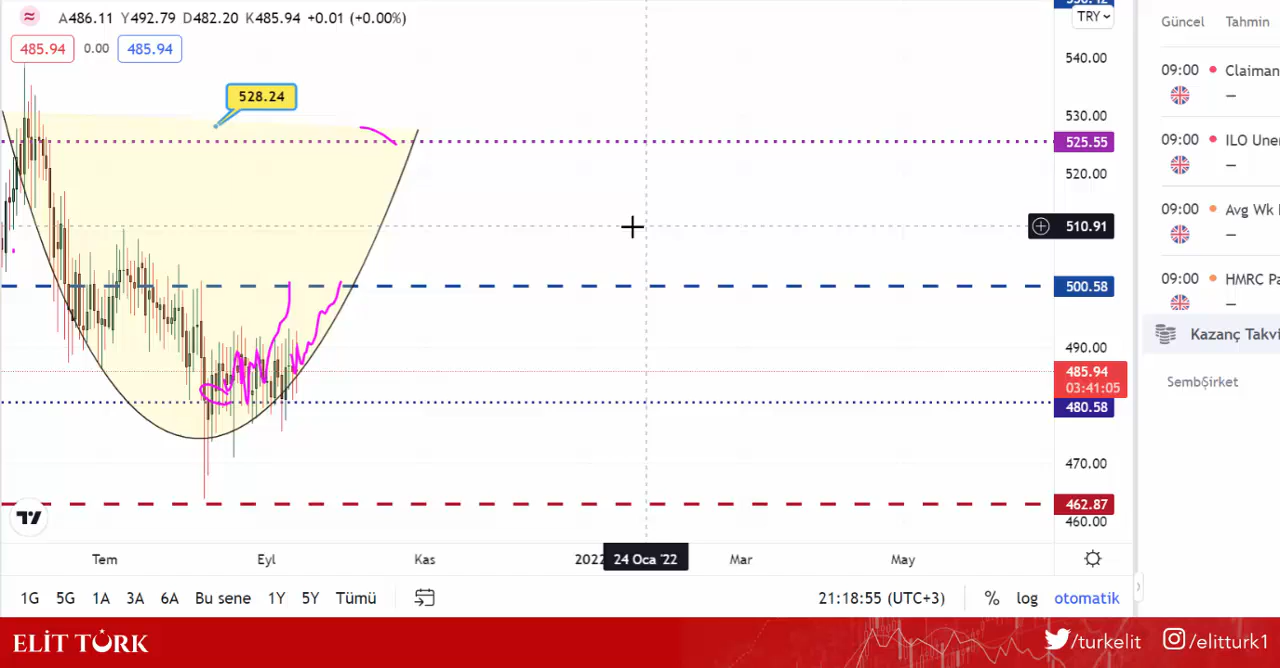 A486.11 Y492.79 D482.20 K485.94 +0.01 (+0.00%)
485.94 0.00 485.94
TRY
540.00
530.00
525.55
520.00
510.91
500.58
490.00
485.94
03:41:05
480.58
470.00
462.87
460.00
528.24
Tem Eyl Kas 2022 24 Oca '22 Mar May
1G 5G 1A 3A 6A Bu sene 1Y 5Y Tümü
21:18:55 (UTC+3) % log otomatik
Güncel Tahmin
09:00 Claiman
–
09:00 ILO Une
–
09:00 Avg Wk
–
09:00 HMRC Pa
–
Kazanç Takvi
SembŞirket
ELİT TÜRK
/turkelit /elitturk1